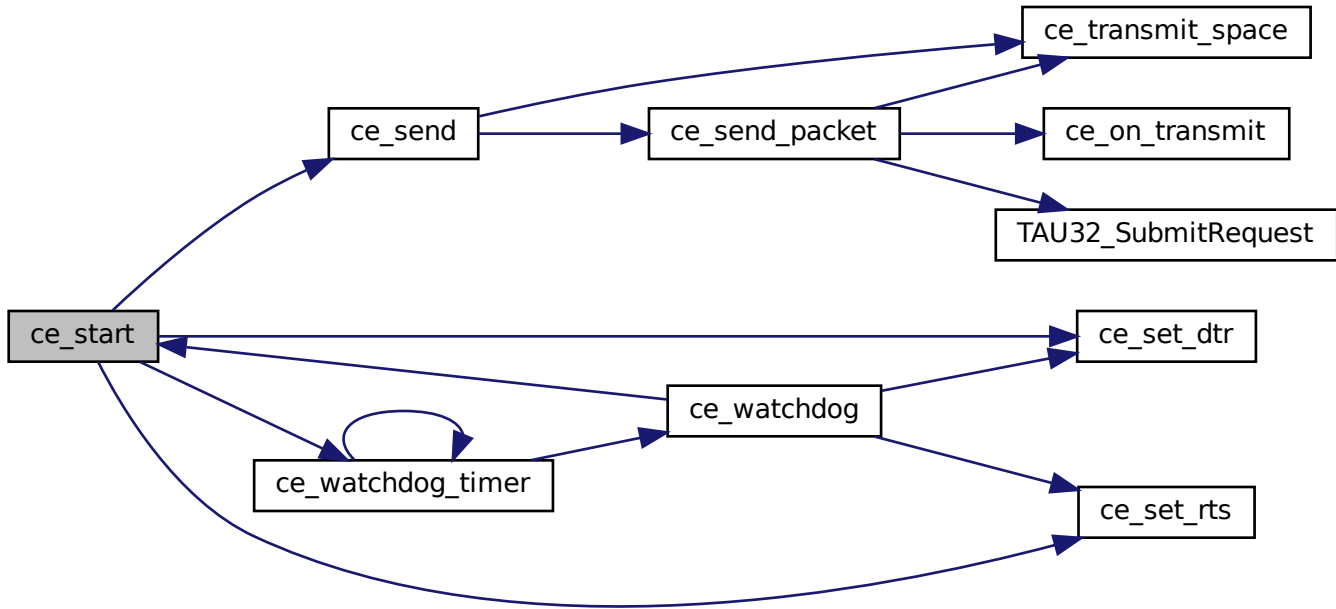 ce_transmit_space
ce_send
ce_send_packet
ce_on_transmit
TAU32_SubmitRequest
ce_start
ce_set_dtr
ce_watchdog
ce_watchdog_timer
ce_set_rts